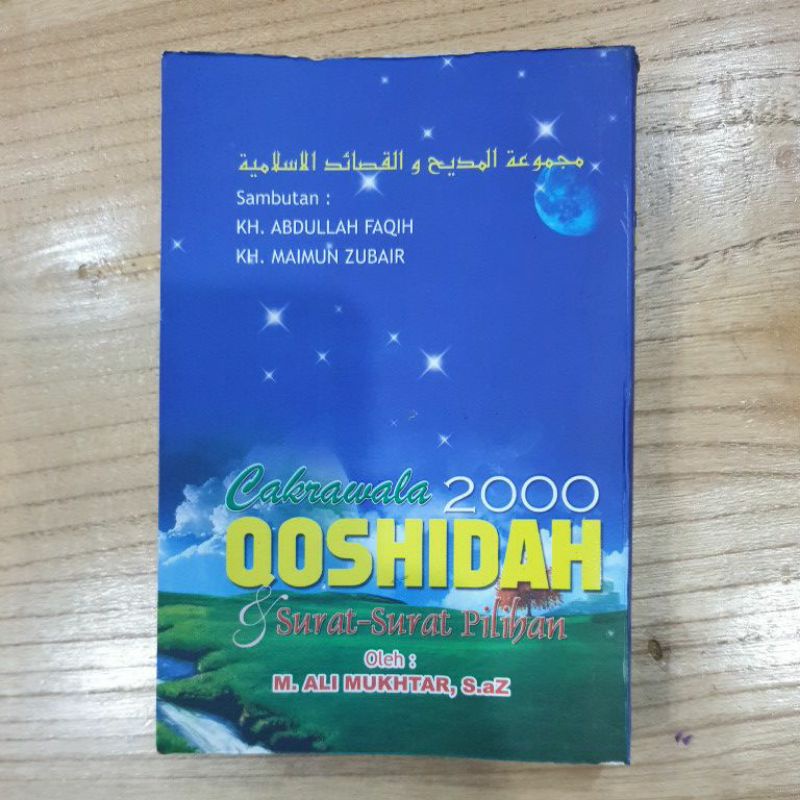 مجموعة المديح و القصائد الاسلامية
Sambutan :
KH. ABDULLAH FAQIH
KH. MAIMUN ZUBAIR
Cakrawala 2000
QOSHIDAH
& Surat-Surat Pilihan
Oleh :
M. ALI MUKHTAR, S.aZ